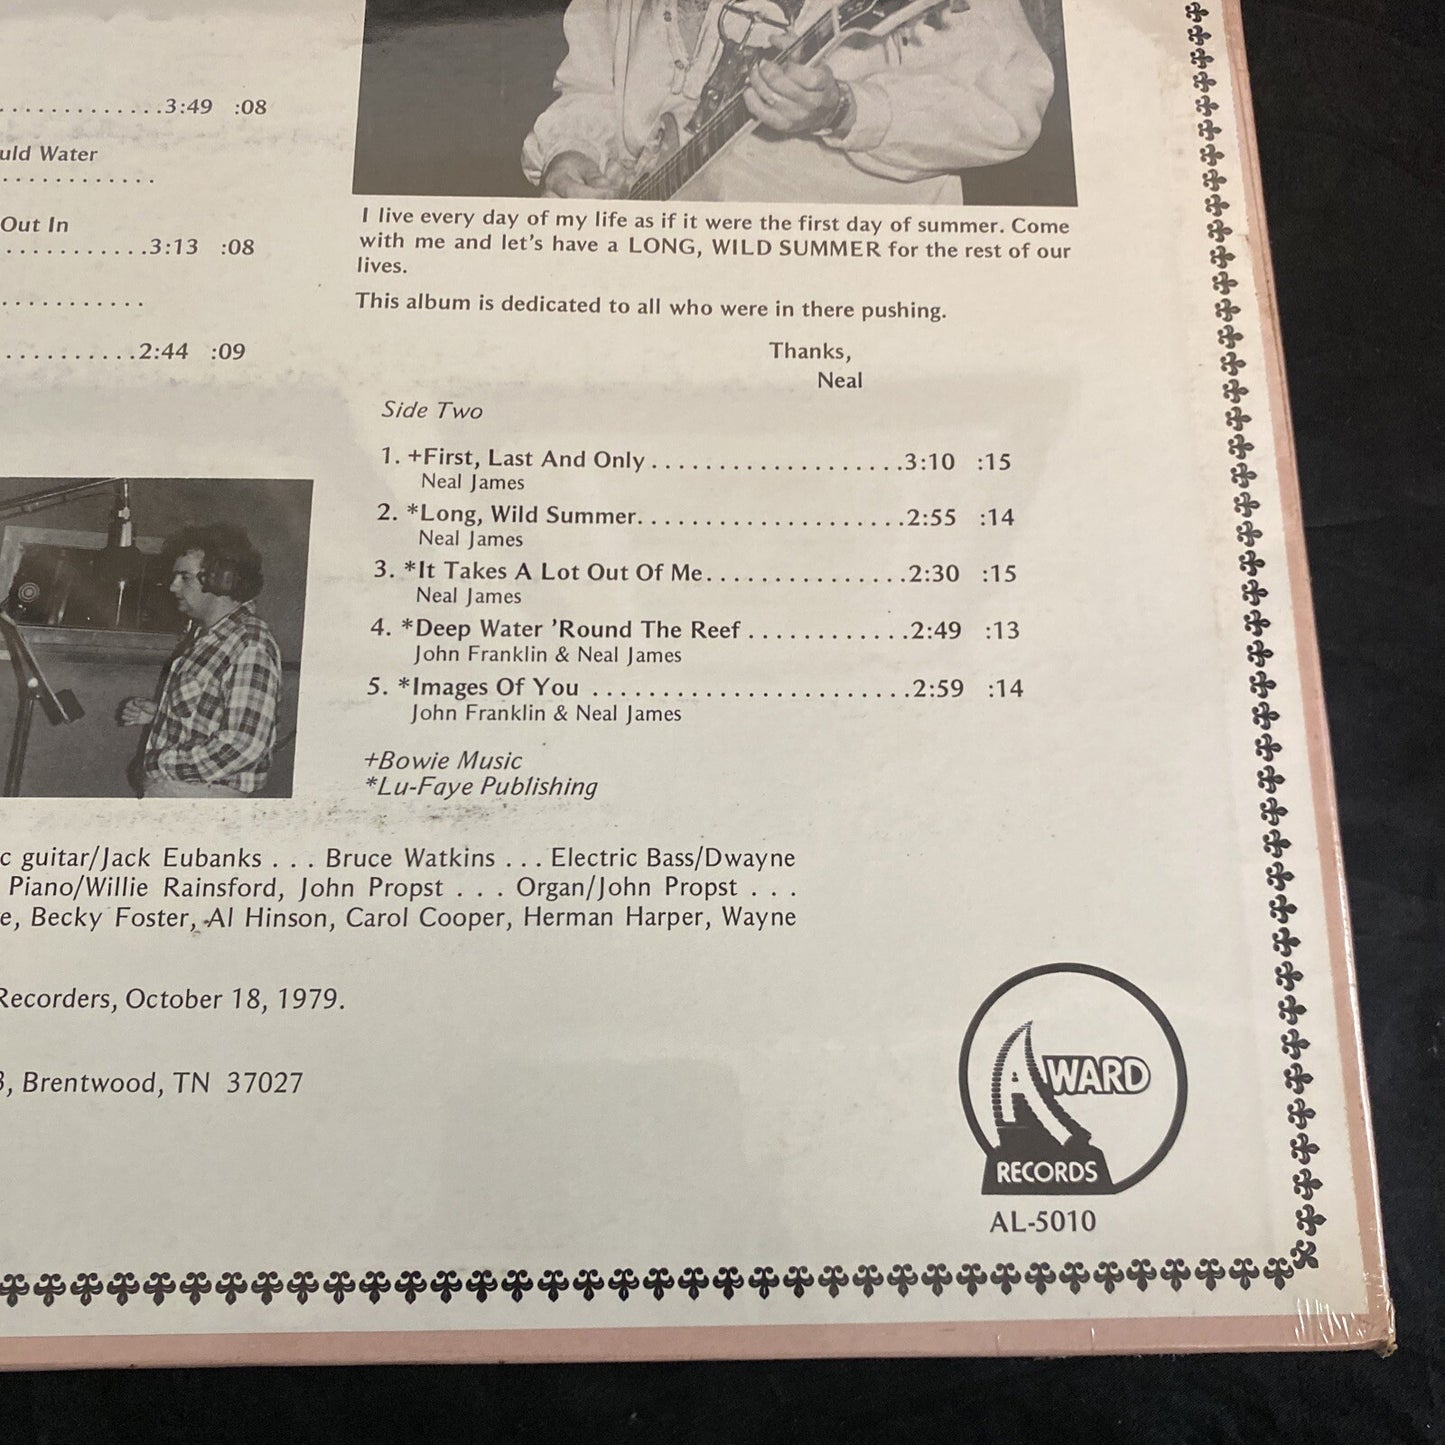 ..............3:49 :08
uld Water
............
Out In
...........3:13 :08
...........
..........2:44 :09
I live every day of my life as if it were the first day of summer. Come
with me and let's have a LONG, WILD SUMMER for the rest of our
lives.
This album is dedicated to all who were in there pushing.
Thanks,
Neal
Side Two
1. +First, Last And Only...................3:10 :15
Neal James
2. *Long, Wild Summer....................2:55 :14
Neal James
3. *It Takes A Lot Out Of Me...............2:30 :15
Neal James
4. *Deep Water 'Round The Reef ............2:49 :13
John Franklin & Neal James
5. *Images Of You ........................2:59 :14
John Franklin & Neal James
+Bowie Music
*Lu-Faye Publishing
c guitar/Jack Eubanks . . . Bruce Watkins . . . Electric Bass/Dwayne
Piano/Willie Rainsford, John Propst . . . Organ/John Propst . . .
e, Becky Foster, Al Hinson, Carol Cooper, Herman Harper, Wayne
Recorders, October 18, 1979.
3, Brentwood, TN 37027
AWARD
RECORDS
AL-5010